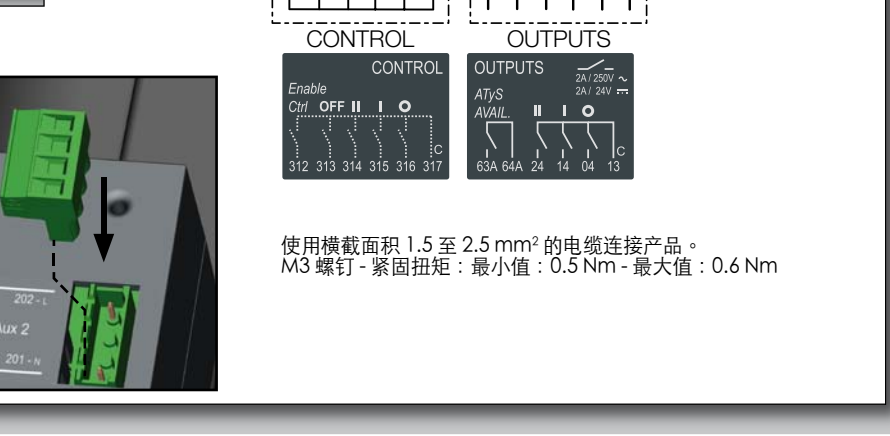 CONTROL
OUTPUTS
CONTROL
Enable
Ctrl OFF II I O
C
312 313 314 315 316 317
OUTPUTS
2A / 250V ~
2A / 24V ⎓
ATyS
AVAIL. II I O
C
63A 64A 24 14 04 13
使用横截面积 1.5 至 2.5 mm² 的电缆连接产品。
M3 螺钉 - 紧固扭矩：最小值：0.5 Nm - 最大值：0.6 Nm
202 - L
ux 2
201 - N